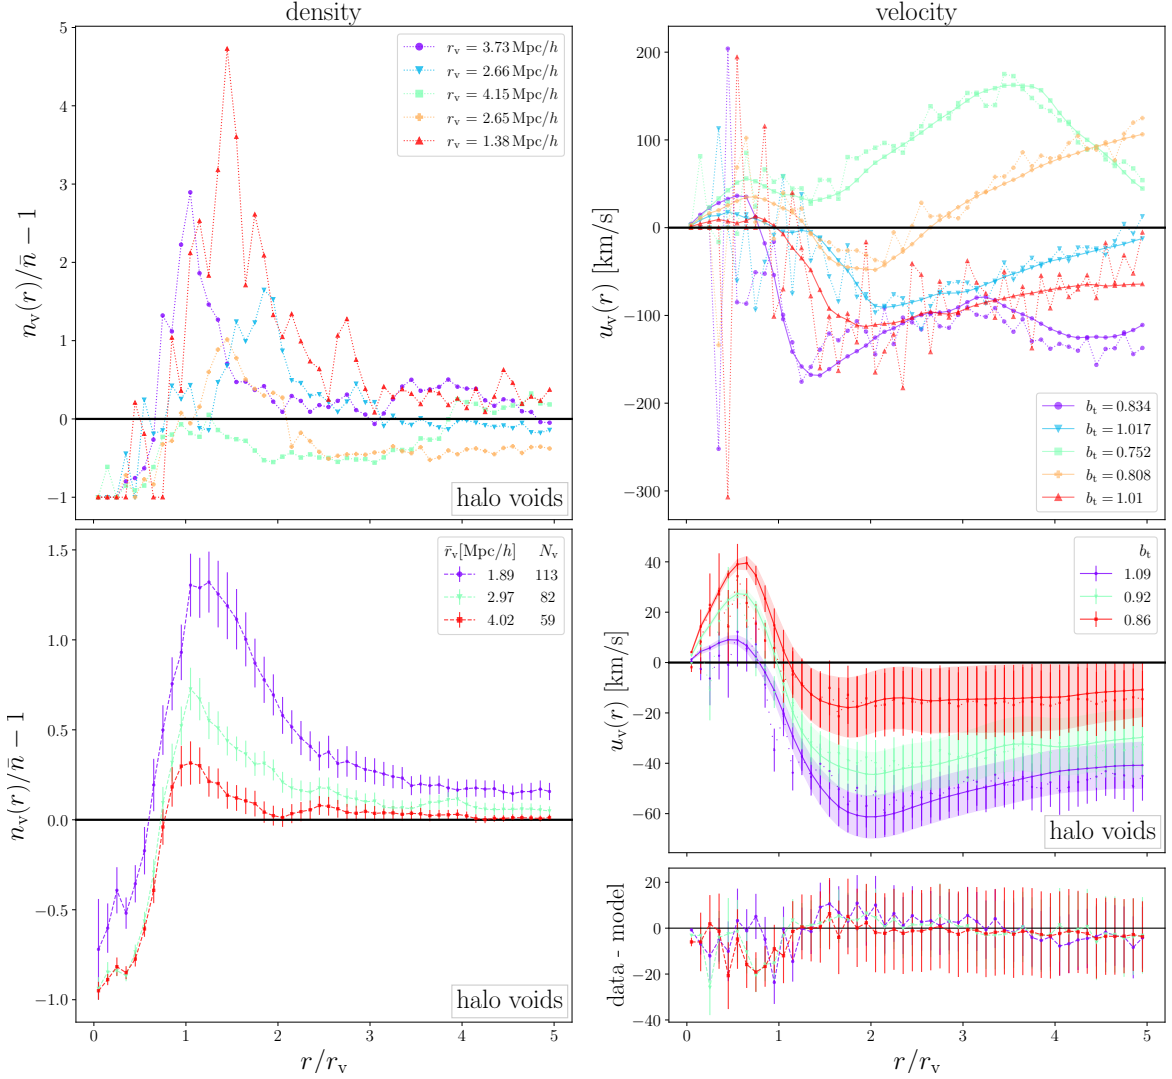 density
velocity
5
4
3
2
1
0
−1
n_v(r)/n̄ − 1
r_v = 3.73 Mpc/h
r_v = 2.66 Mpc/h
r_v = 4.15 Mpc/h
r_v = 2.65 Mpc/h
r_v = 1.38 Mpc/h
halo voids
200
100
0
−100
−200
−300
u_v(r) [km/s]
b_t = 0.834
b_t = 1.017
b_t = 0.752
b_t = 0.808
b_t = 1.01
1.5
1.0
0.5
0.0
−0.5
−1.0
n_v(r)/n̄ − 1
r̄_v[Mpc/h] N_v
1.89 113
2.97 82
4.02 59
halo voids
0 1 2 3 4 5
r/r_v
40
20
0
−20
−40
−60
u_v(r) [km/s]
b_t
1.09
0.92
0.86
halo voids
20
0
−20
−40
data - model
0 1 2 3 4 5
r/r_v